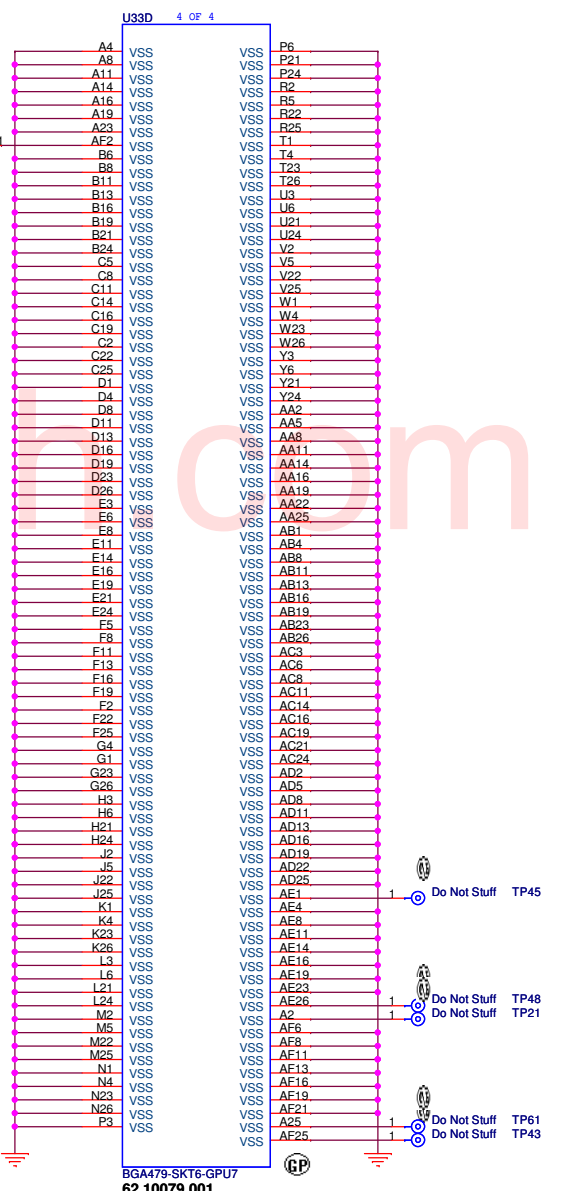 U33D 4 OF 4
A4 VSS VSS P6
A8 VSS VSS P21
A11 VSS VSS P24
A14 VSS VSS R2
A16 VSS VSS R5
A19 VSS VSS R22
A23 VSS VSS R25
AF2 VSS VSS T1
B6 VSS VSS T4
B8 VSS VSS T23
B11 VSS VSS T26
B13 VSS VSS U3
B16 VSS VSS U6
B19 VSS VSS U21
B21 VSS VSS U24
B24 VSS VSS V2
C5 VSS VSS V5
C8 VSS VSS V22
C11 VSS VSS V25
C14 VSS VSS W1
C16 VSS VSS W4
C19 VSS VSS W23
C2 VSS VSS W26
C22 VSS VSS Y3
C25 VSS VSS Y6
D1 VSS VSS Y21
D4 VSS VSS Y24
D8 VSS VSS AA2
D11 VSS VSS AA5
D13 VSS VSS AA8
D16 VSS VSS AA11
D19 VSS VSS AA14
D23 VSS VSS AA16
D26 VSS VSS AA19
E3 VSS VSS AA22
E6 VSS VSS AA25
E8 VSS VSS AB1
E11 VSS VSS AB4
E14 VSS VSS AB8
E16 VSS VSS AB11
E19 VSS VSS AB13
E21 VSS VSS AB16
E24 VSS VSS AB19
F5 VSS VSS AB23
F8 VSS VSS AB26
F11 VSS VSS AC3
F13 VSS VSS AC6
F16 VSS VSS AC8
F19 VSS VSS AC11
F2 VSS VSS AC14
F22 VSS VSS AC16
F25 VSS VSS AC19
G4 VSS VSS AC21
G1 VSS VSS AC24
G23 VSS VSS AD2
G26 VSS VSS AD5
H3 VSS VSS AD8
H6 VSS VSS AD11
H21 VSS VSS AD13
H24 VSS VSS AD16
J2 VSS VSS AD19
J5 VSS VSS AD22
J22 VSS VSS AD25
J25 VSS VSS AE1 1 Do Not Stuff TP45
K1 VSS VSS AE4
K4 VSS VSS AE8
K23 VSS VSS AE11
K26 VSS VSS AE14
L3 VSS VSS AE16
L6 VSS VSS AE19
L21 VSS VSS AE23
L24 VSS VSS AE26 1 Do Not Stuff TP48
M2 VSS VSS A2 1 Do Not Stuff TP21
M5 VSS VSS AF6
M22 VSS VSS AF8
M25 VSS VSS AF11
N1 VSS VSS AF13
N4 VSS VSS AF16
N23 VSS VSS AF19
N26 VSS VSS AF21
P3 VSS VSS A25 1 Do Not Stuff TP61
VSS AF25 1 Do Not Stuff TP43
GP
BGA479-SKT6-GPU7
62.10079.001
h.com